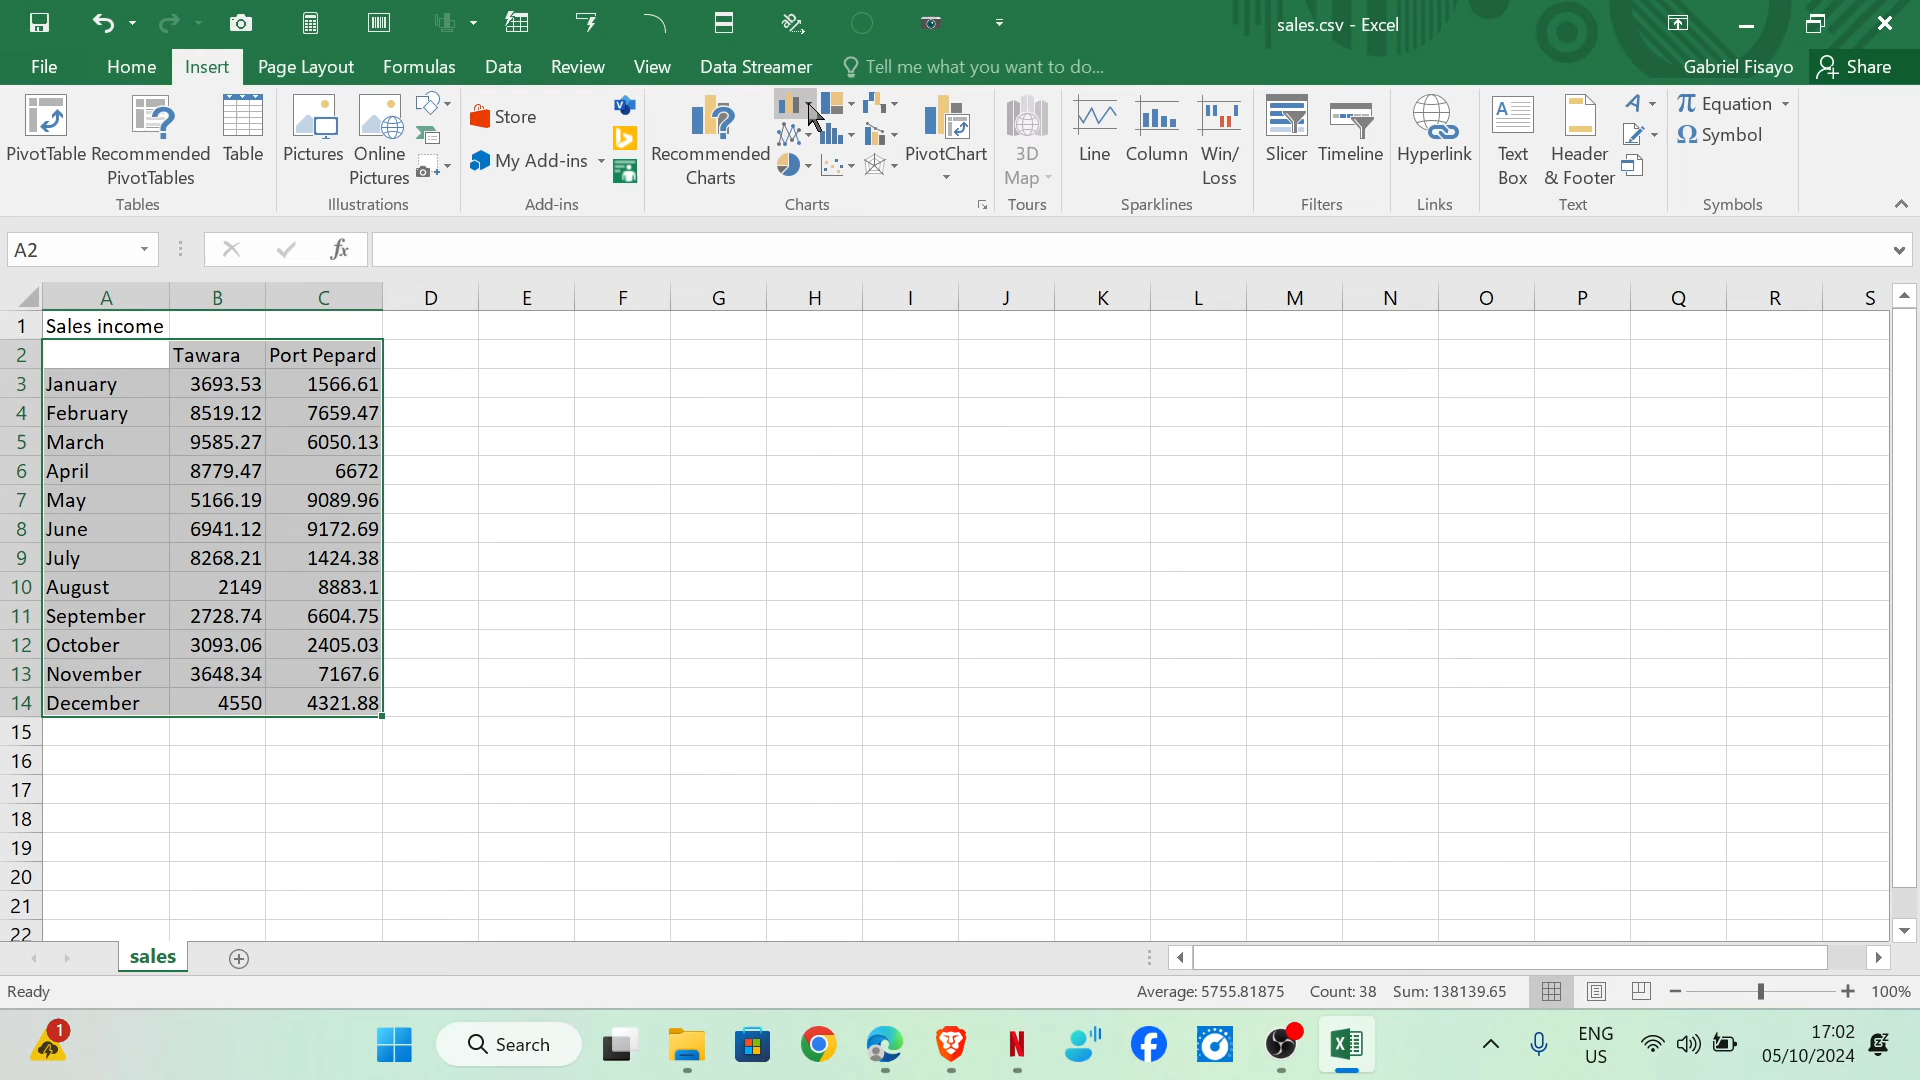 sales.csv - Excel
File Home Insert Page Layout Formulas Data Review View Data Streamer Tell me what you want to do... Gabriel Fisayo Share
PivotTable Recommended PivotTables Table
Tables
Pictures Online Pictures
Illustrations
Store
My Add-ins
Add-ins
Recommended Charts
PivotChart
Charts
3D Map
Tours
Line Column Win/ Loss
Sparklines
Slicer Timeline
Filters
Hyperlink
Links
Text Box Header & Footer
Text
Equation
Symbol
Symbols
A2 fx
A B C D E F G H I J K L M N O P Q R S
1 Sales income
2 Tawara Port Pepard
3 January 3693.53 1566.61
4 February 8519.12 7659.47
5 March 9585.27 6050.13
6 April 8779.47 6672
7 May 5166.19 9089.96
8 June 6941.12 9172.69
9 July 8268.21 1424.38
10 August 2149 8883.1
11 September 2728.74 6604.75
12 October 3093.06 2405.03
13 November 3648.34 7167.6
14 December 4550 4321.88
15
16
17
18
19
20
21
22
sales
Ready Average: 5755.81875 Count: 38 Sum: 138139.65 100%
1 Search ENG US 17:02 05/10/2024